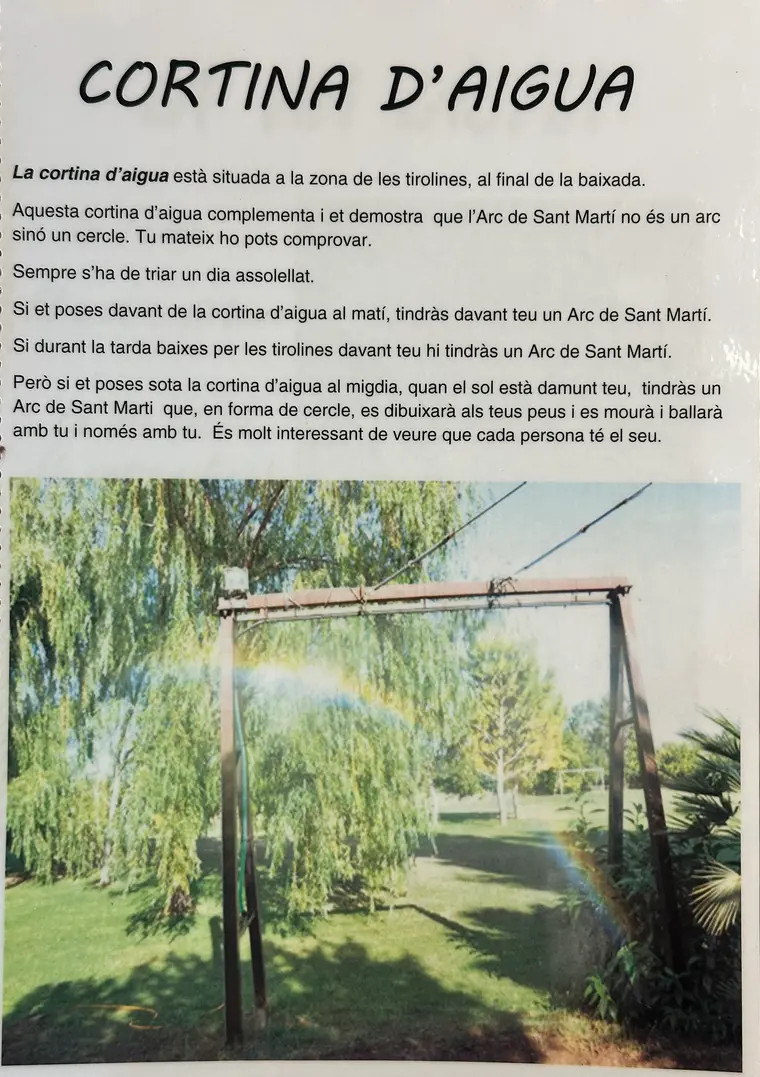 CORTINA D'AIGUA
La cortina d'aigua està situada a la zona de les tirolines, al final de la baixada.
Aquesta cortina d'aigua complementa i et demostra  que l'Arc de Sant Martí no és un arc
sinó un cercle. Tu mateix ho pots comprovar.
Sempre s'ha de triar un dia assolellat.
Si et poses davant de la cortina d'aigua al matí, tindràs davant teu un Arc de Sant Martí.
Si durant la tarda baixes per les tirolines davant teu hi tindràs un Arc de Sant Martí.
Però si et poses sota la cortina d'aigua al migdia, quan el sol està damunt teu,  tindràs un
Arc de Sant Marti  que, en forma de cercle, es dibuixarà als teus peus i es mourà i ballarà
amb tu i només amb tu.  És molt interessant de veure que cada persona té el seu.